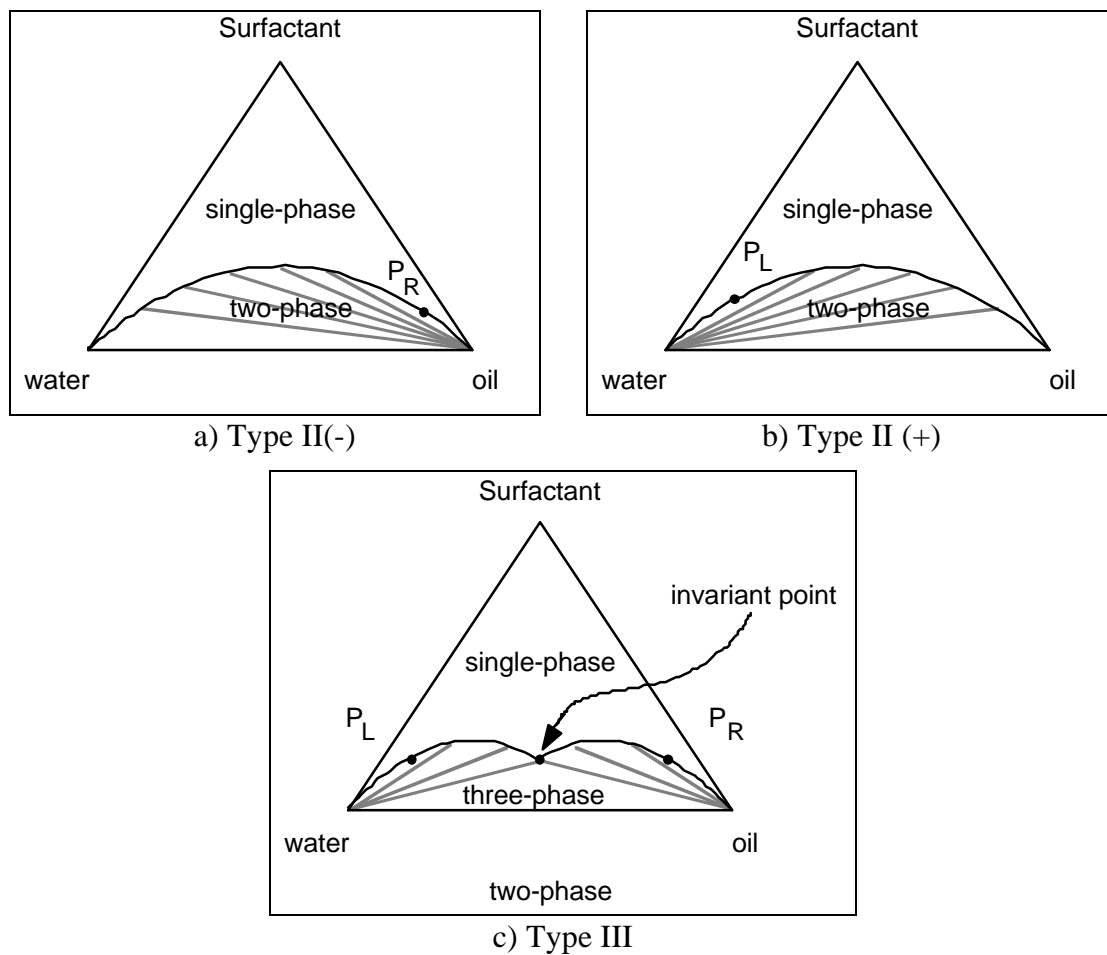 Surfactant
single-phase
P_R
two-phase
water
oil
a) Type II(-)
Surfactant
single-phase
P_L
two-phase
water
oil
b) Type II (+)
Surfactant
invariant point
single-phase
P_L
P_R
three-phase
water
oil
two-phase
c) Type III